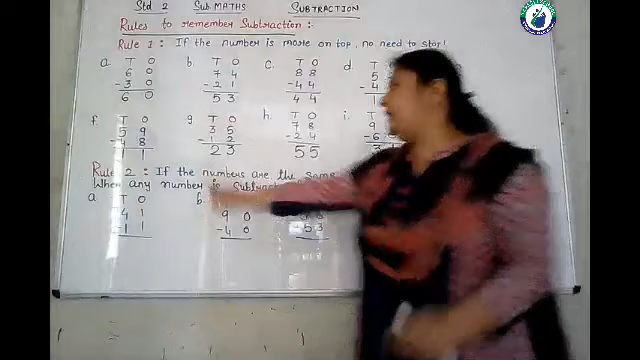 Std 2 Sub MATHS SUBTRACTION
Rules to remember Subtraction :-
Rule 1 : If the number is more on top, no need to stop!
a. T O b. T O c. T O d. T
6 0 7 4 8 8 5
- 3 0 - 2 1 - 4 4 - 4
6 0 5 3 4 4 1
f. T O g. T O h. T O i. T
5 9 3 5 7 8 9
- 4 8 - 1 2 - 2 4 - 6
1 1 2 3 5 5 3
Rule 2 : If the numbers are the same
When any number is Subtract
a. T O b.
4 1 9 0
- 1 1 - 4 0 - 5 3